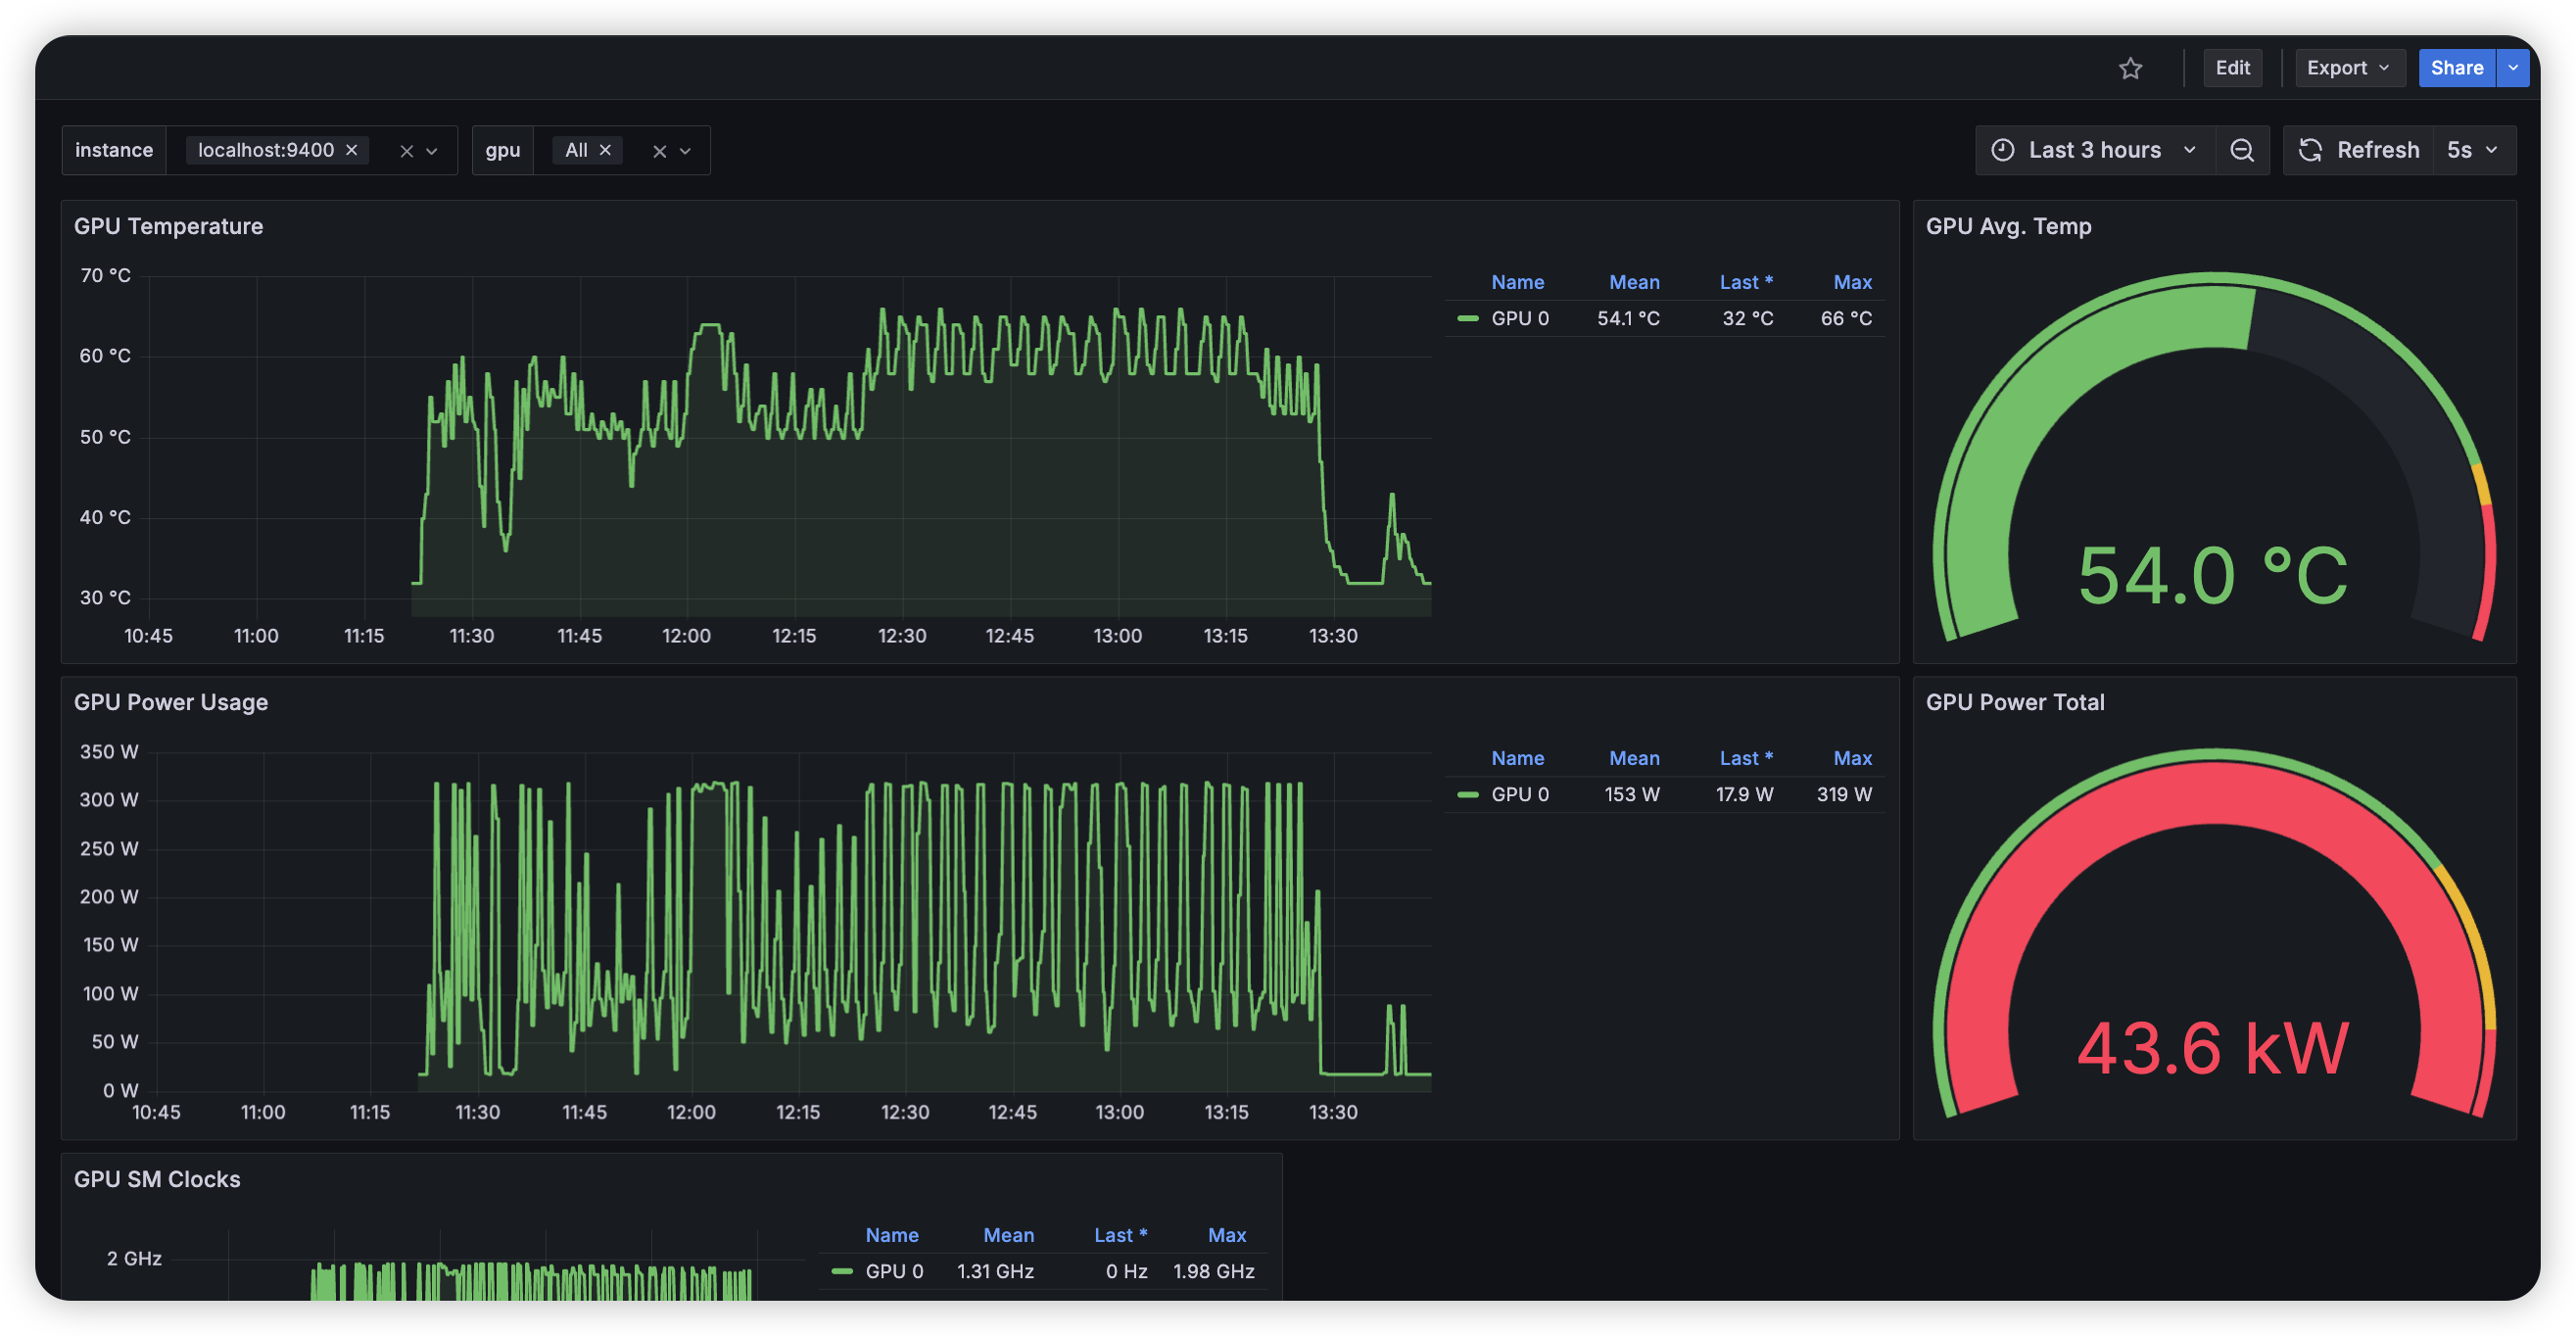 Edit Export Share
instance localhost:9400 gpu All Last 3 hours Refresh 5s
GPU Temperature
70 °C
60 °C
50 °C
40 °C
30 °C
10:45 11:00 11:15 11:30 11:45 12:00 12:15 12:30 12:45 13:00 13:15 13:30
Name Mean Last * Max
GPU 0 54.1 °C 32 °C 66 °C
GPU Avg. Temp
54.0 °C
GPU Power Usage
350 W
300 W
250 W
200 W
150 W
100 W
50 W
0 W
10:45 11:00 11:15 11:30 11:45 12:00 12:15 12:30 12:45 13:00 13:15 13:30
Name Mean Last * Max
GPU 0 153 W 17.9 W 319 W
GPU Power Total
43.6 kW
GPU SM Clocks
2 GHz
Name Mean Last * Max
GPU 0 1.31 GHz 0 Hz 1.98 GHz